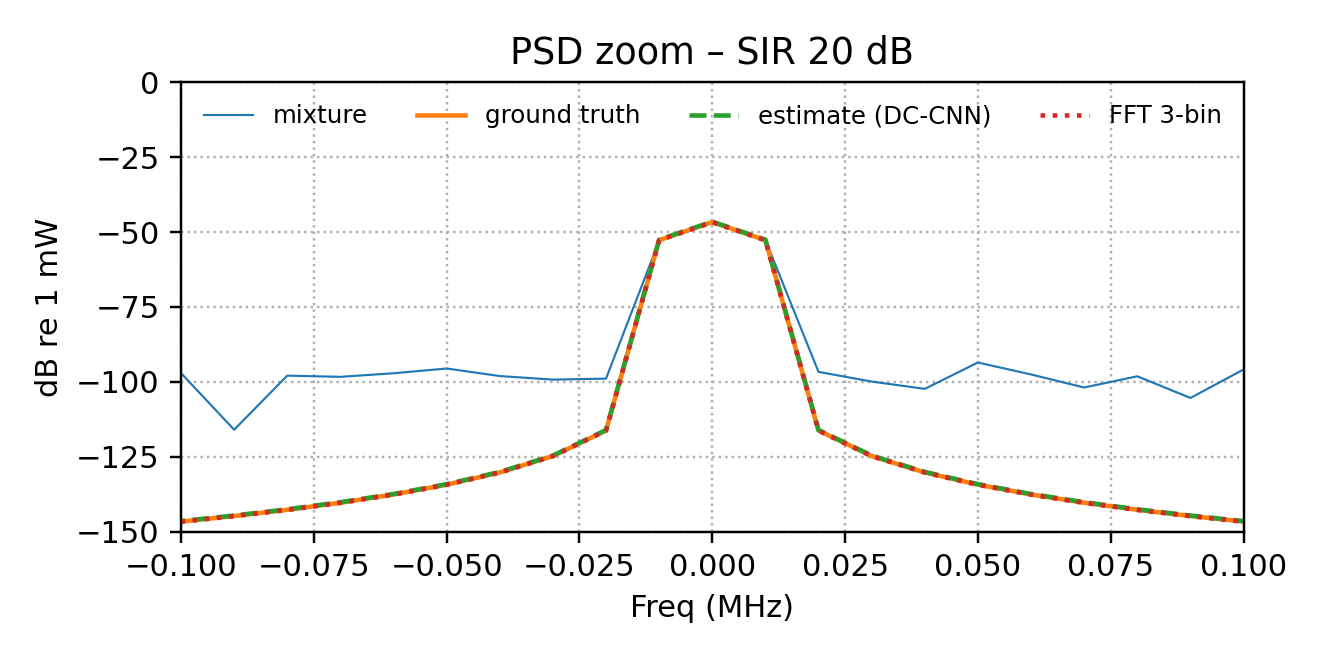 PSD zoom – SIR 20 dB
mixture ground truth estimate (DC-CNN) FFT 3-bin
dB re 1 mW
0
−25
−50
−75
−100
−125
−150
−0.100 −0.075 −0.050 −0.025 0.000 0.025 0.050 0.075 0.100
Freq (MHz)